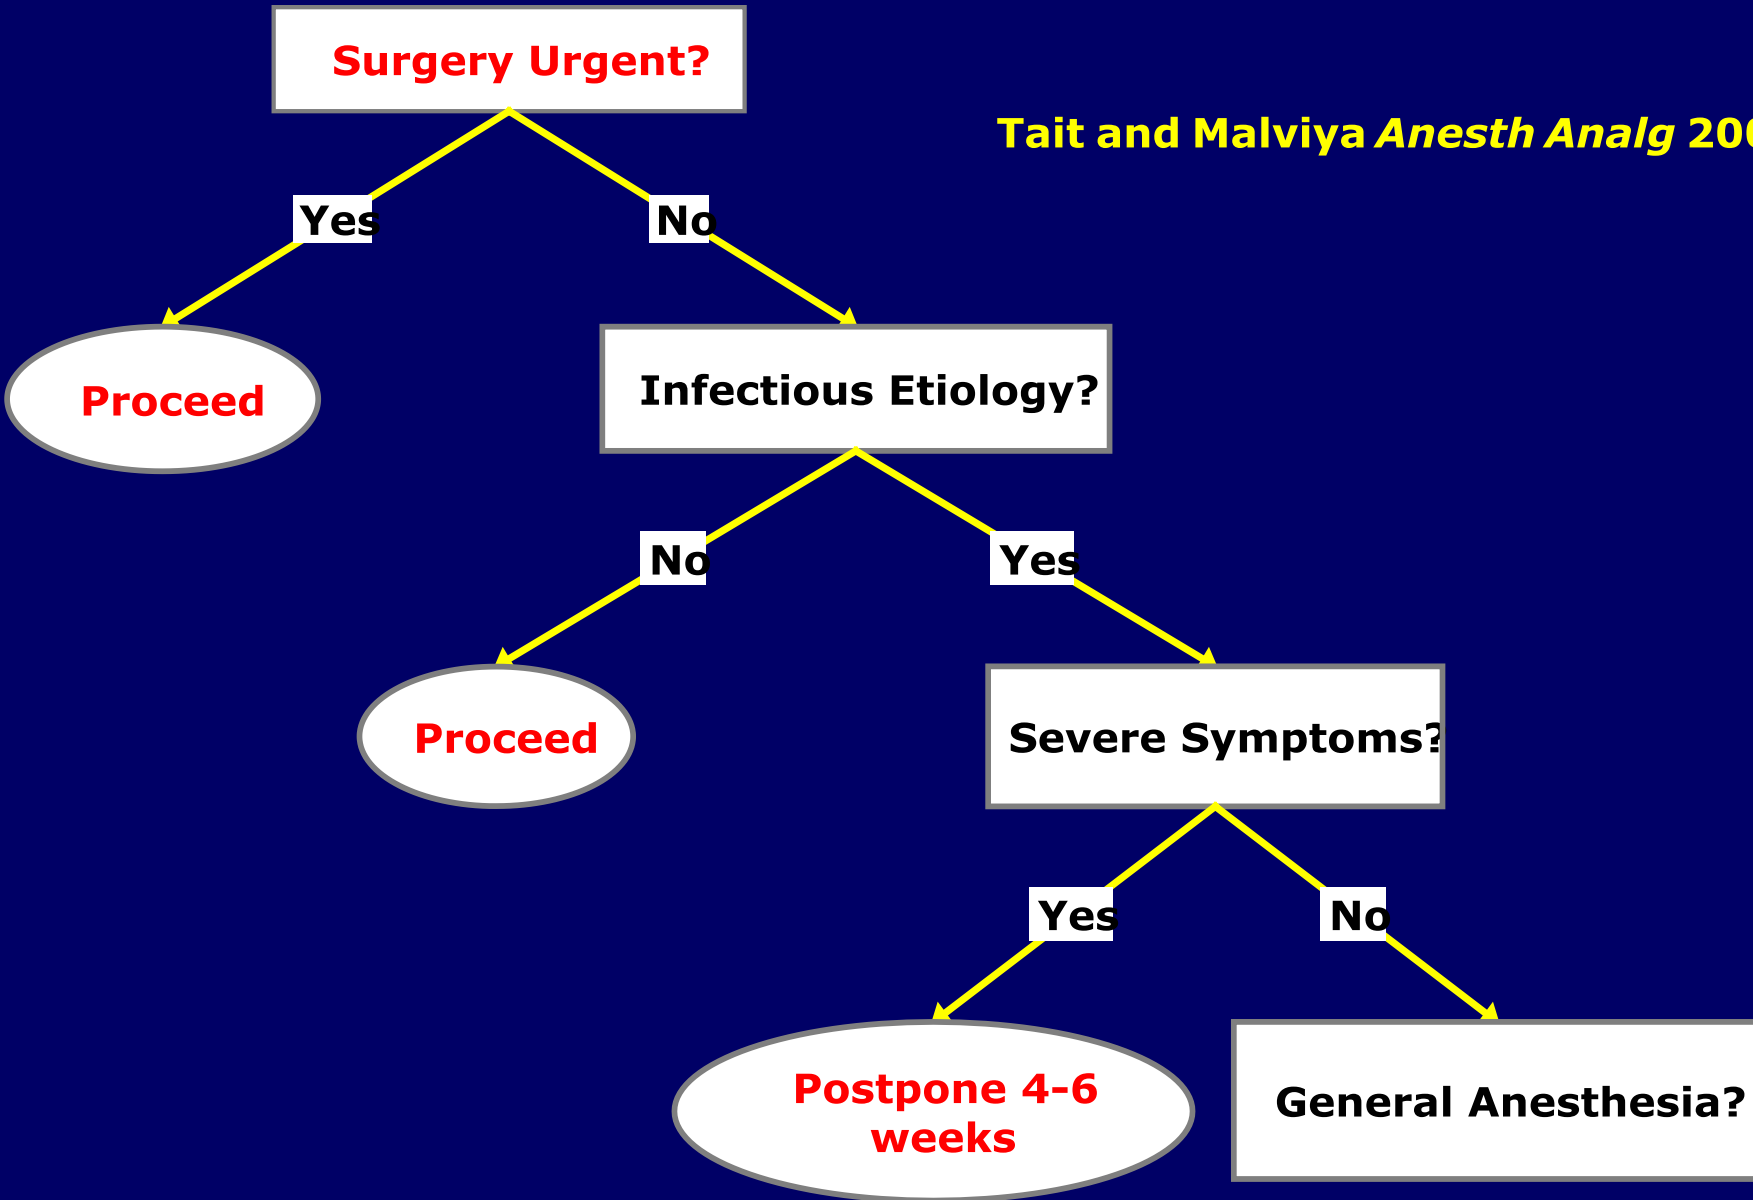 Surgery Urgent?
Tait and Malviya Anesth Analg
Yes
No
Proceed
Infectious Etiology?
No
Yes
Proceed
Severe Symptoms?
Yes
No
Postpone 4-6
weeks
General Anesthesia?